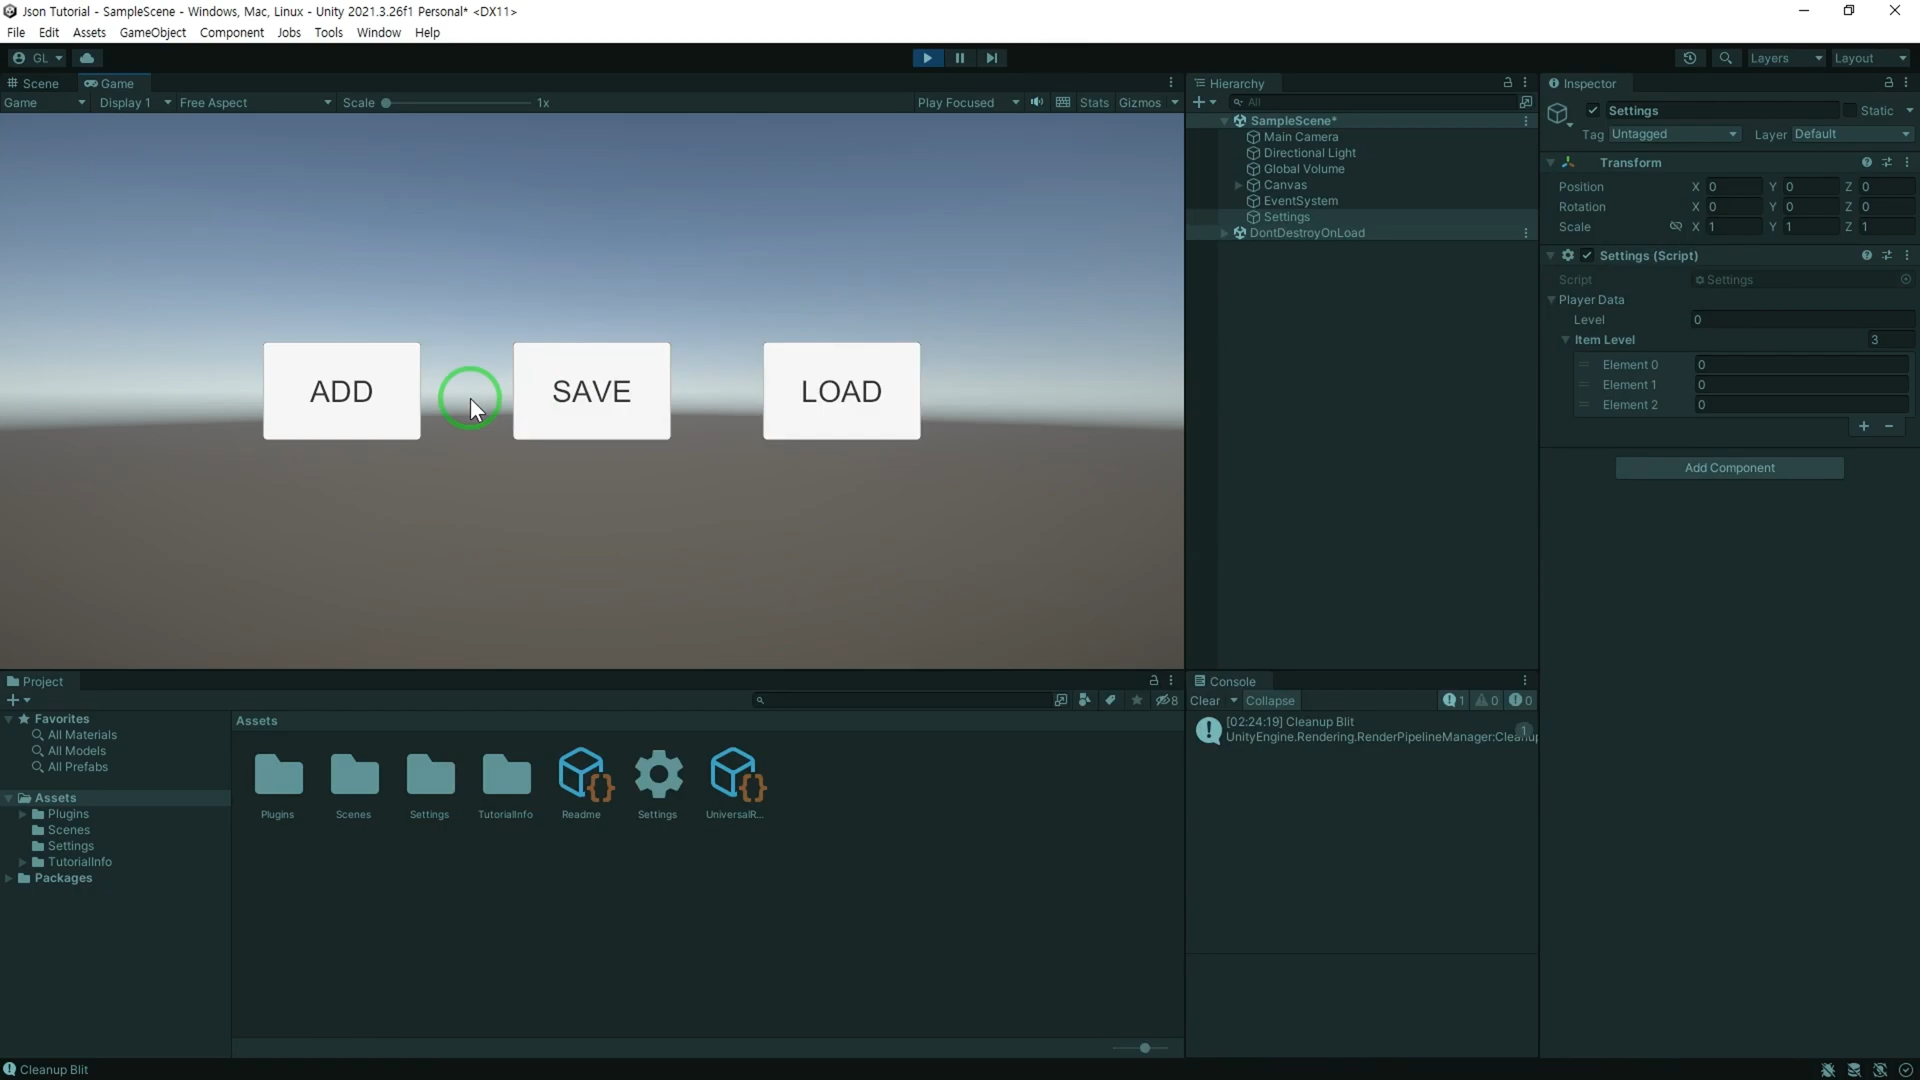 Json Tutorial - SampleScene - Windows, Mac, Linux - Unity 2021.3.26f1 Personal* <DX11>
File Edit Assets GameObject Component Jobs Tools Window Help
GL Layers Layout
Scene Game
Game Display 1 Free Aspect Scale 1x Play Focused Stats Gizmos
ADD
SAVE
LOAD
Hierarchy
All
SampleScene*
Main Camera
Directional Light
Global Volume
Canvas
EventSystem
Settings
DontDestroyOnLoad
Inspector
Settings Static
Tag Untagged Layer Default
Transform
Position X 0 Y 0 Z 0
Rotation X 0 Y 0 Z 0
Scale X 1 Y 1 Z 1
Settings (Script)
Script Settings
Player Data
Level 0
Item Level 3
Element 0 0
Element 1 0
Element 2 0
Add Component
Project
8
Favorites
All Materials
All Models
All Prefabs
Assets
Plugins
Scenes
Settings
TutorialInfo
Packages
Assets
Plugins Scenes Settings TutorialInfo Readme Settings UniversalR...
Console
Clear Collapse 1 0 0
[02:24:19] Cleanup Blit
UnityEngine.Rendering.RenderPipelineManager:Cleanup
1
Cleanup Blit